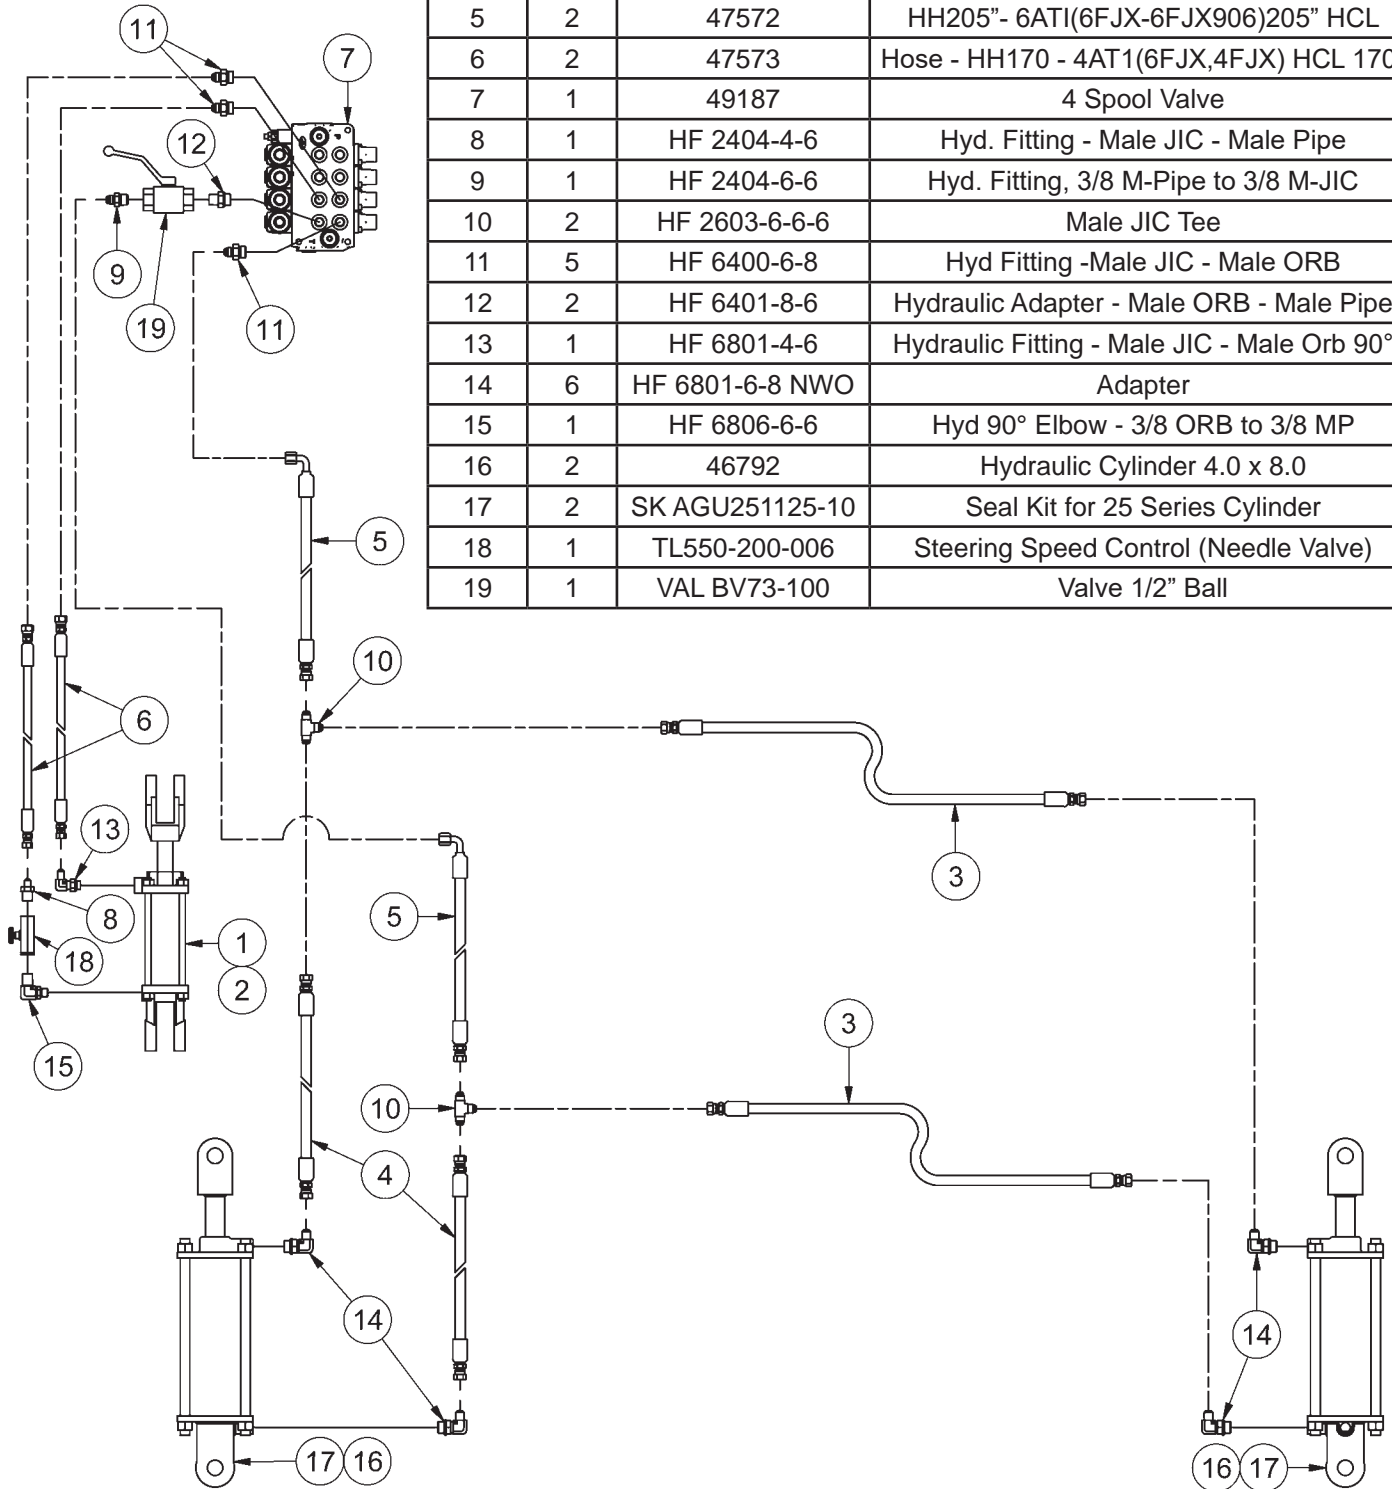 5 2 47572 HH205”- 6ATI(6FJX-6FJX906)205” HCL
6 2 47573 Hose - HH170 - 4AT1(6FJX,4FJX) HCL 170
7 1 49187 4 Spool Valve
8 1 HF 2404-4-6 Hyd. Fitting - Male JIC - Male Pipe
9 1 HF 2404-6-6 Hyd. Fitting, 3/8 M-Pipe to 3/8 M-JIC
10 2 HF 2603-6-6-6 Male JIC Tee
11 5 HF 6400-6-8 Hyd Fitting -Male JIC - Male ORB
12 2 HF 6401-8-6 Hydraulic Adapter - Male ORB - Male Pipe
13 1 HF 6801-4-6 Hydraulic Fitting - Male JIC - Male Orb 90°
14 6 HF 6801-6-8 NWO Adapter
15 1 HF 6806-6-6 Hyd 90° Elbow - 3/8 ORB to 3/8 MP
16 2 46792 Hydraulic Cylinder 4.0 x 8.0
17 2 SK AGU251125-10 Seal Kit for 25 Series Cylinder
18 1 TL550-200-006 Steering Speed Control (Needle Valve)
19 1 VAL BV73-100 Valve 1/2” Ball
11
7
12
9
19
11
5
10
6
13
3
8
5
1
18
2
3
15
10
4
14
14
17 16
16 17